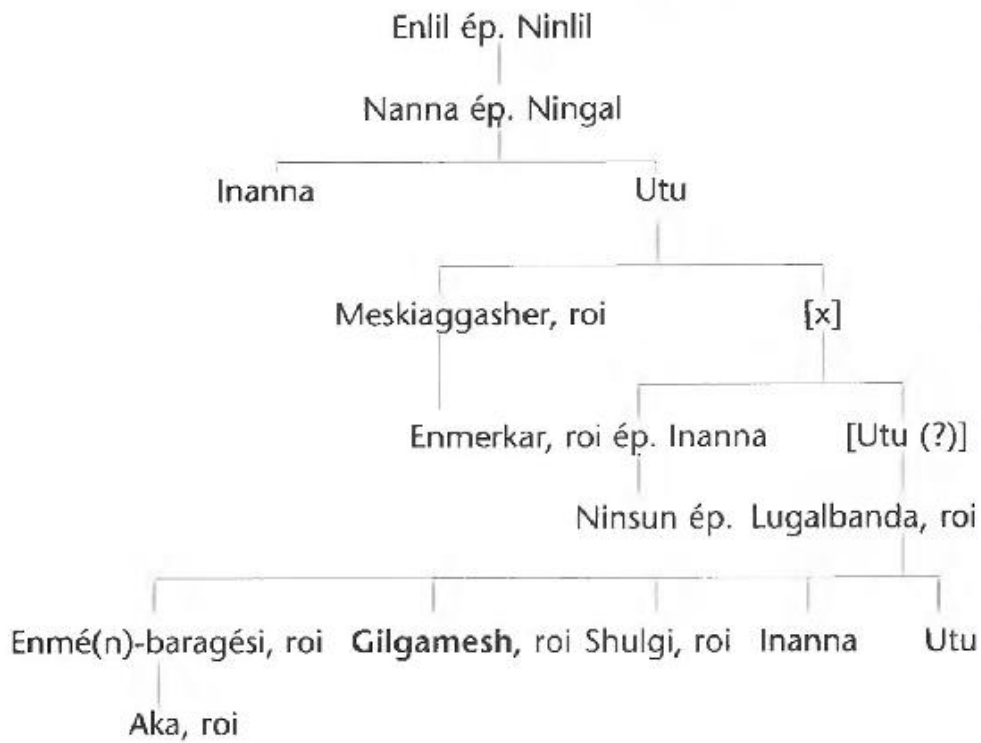 Enlil ép. Ninlil
Nanna ép. Ningal
Inanna Utu
Meskiaggasher, roi [x]
Enmerkar, roi ép. Inanna [Utu (?)]
Ninsun ép. Lugalbanda, roi
Enmé(n)-baragési, roi Gilgamesh, roi Shulgi, roi Inanna Utu
Aka, roi